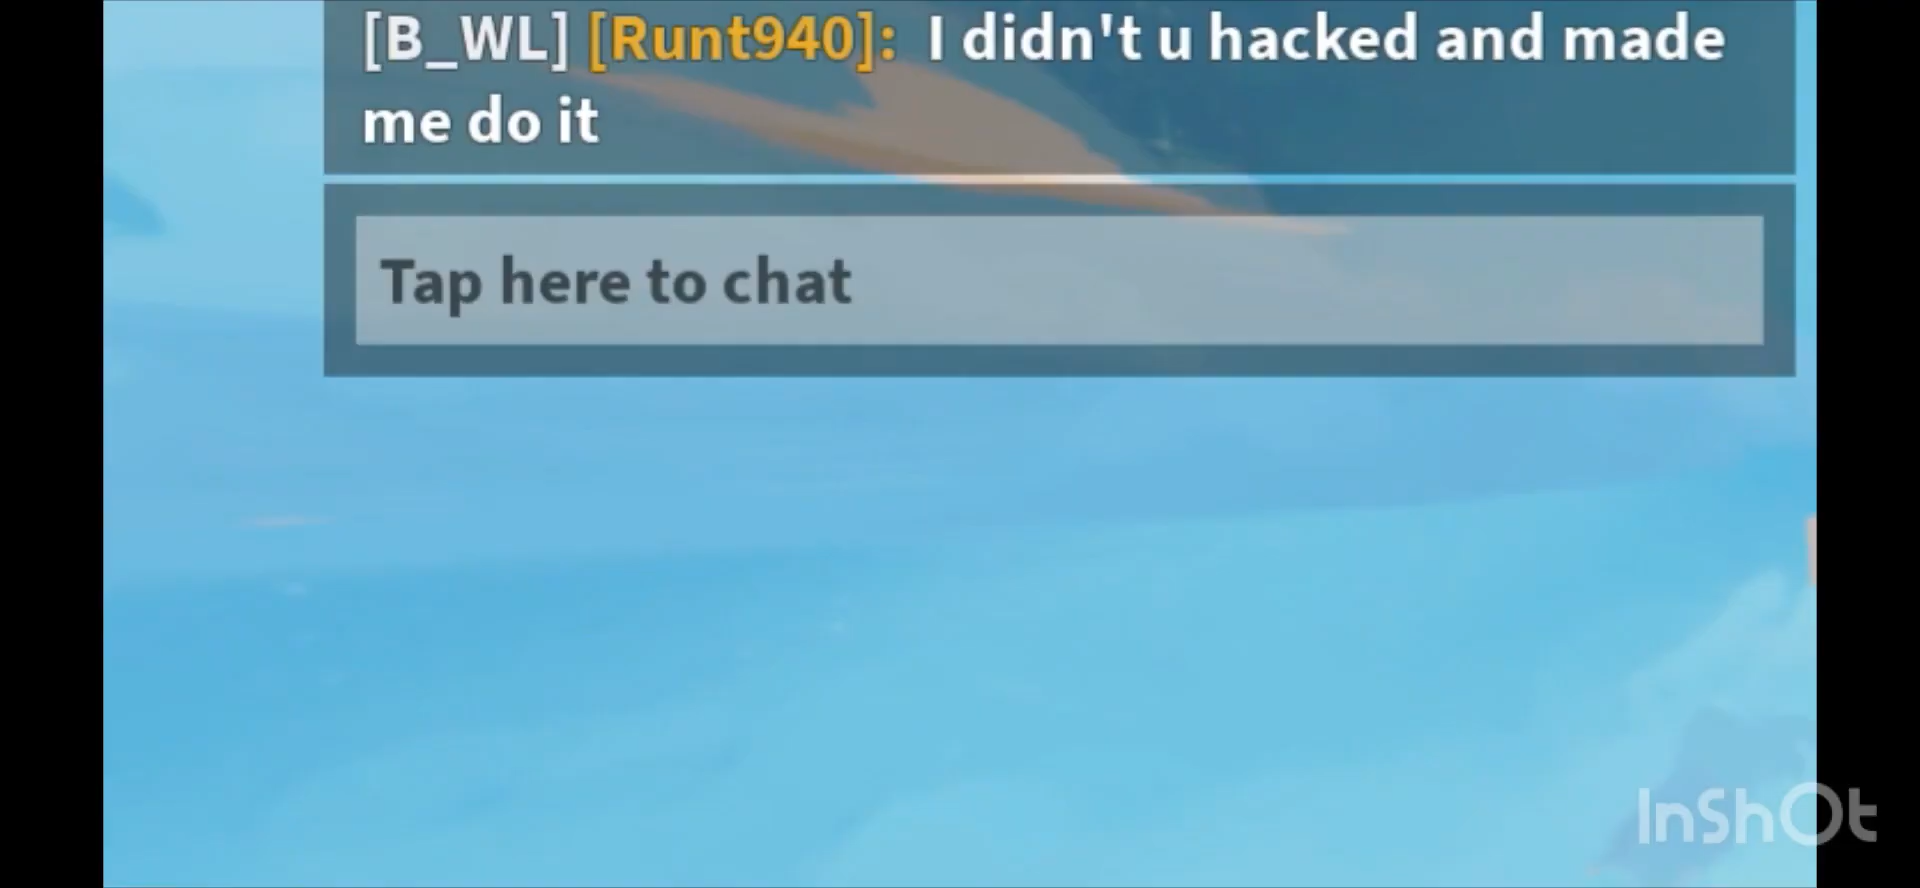 [B_WL] [Runt940]: I didn't u hacked and made
me do it
Tap here to chat
InShOt